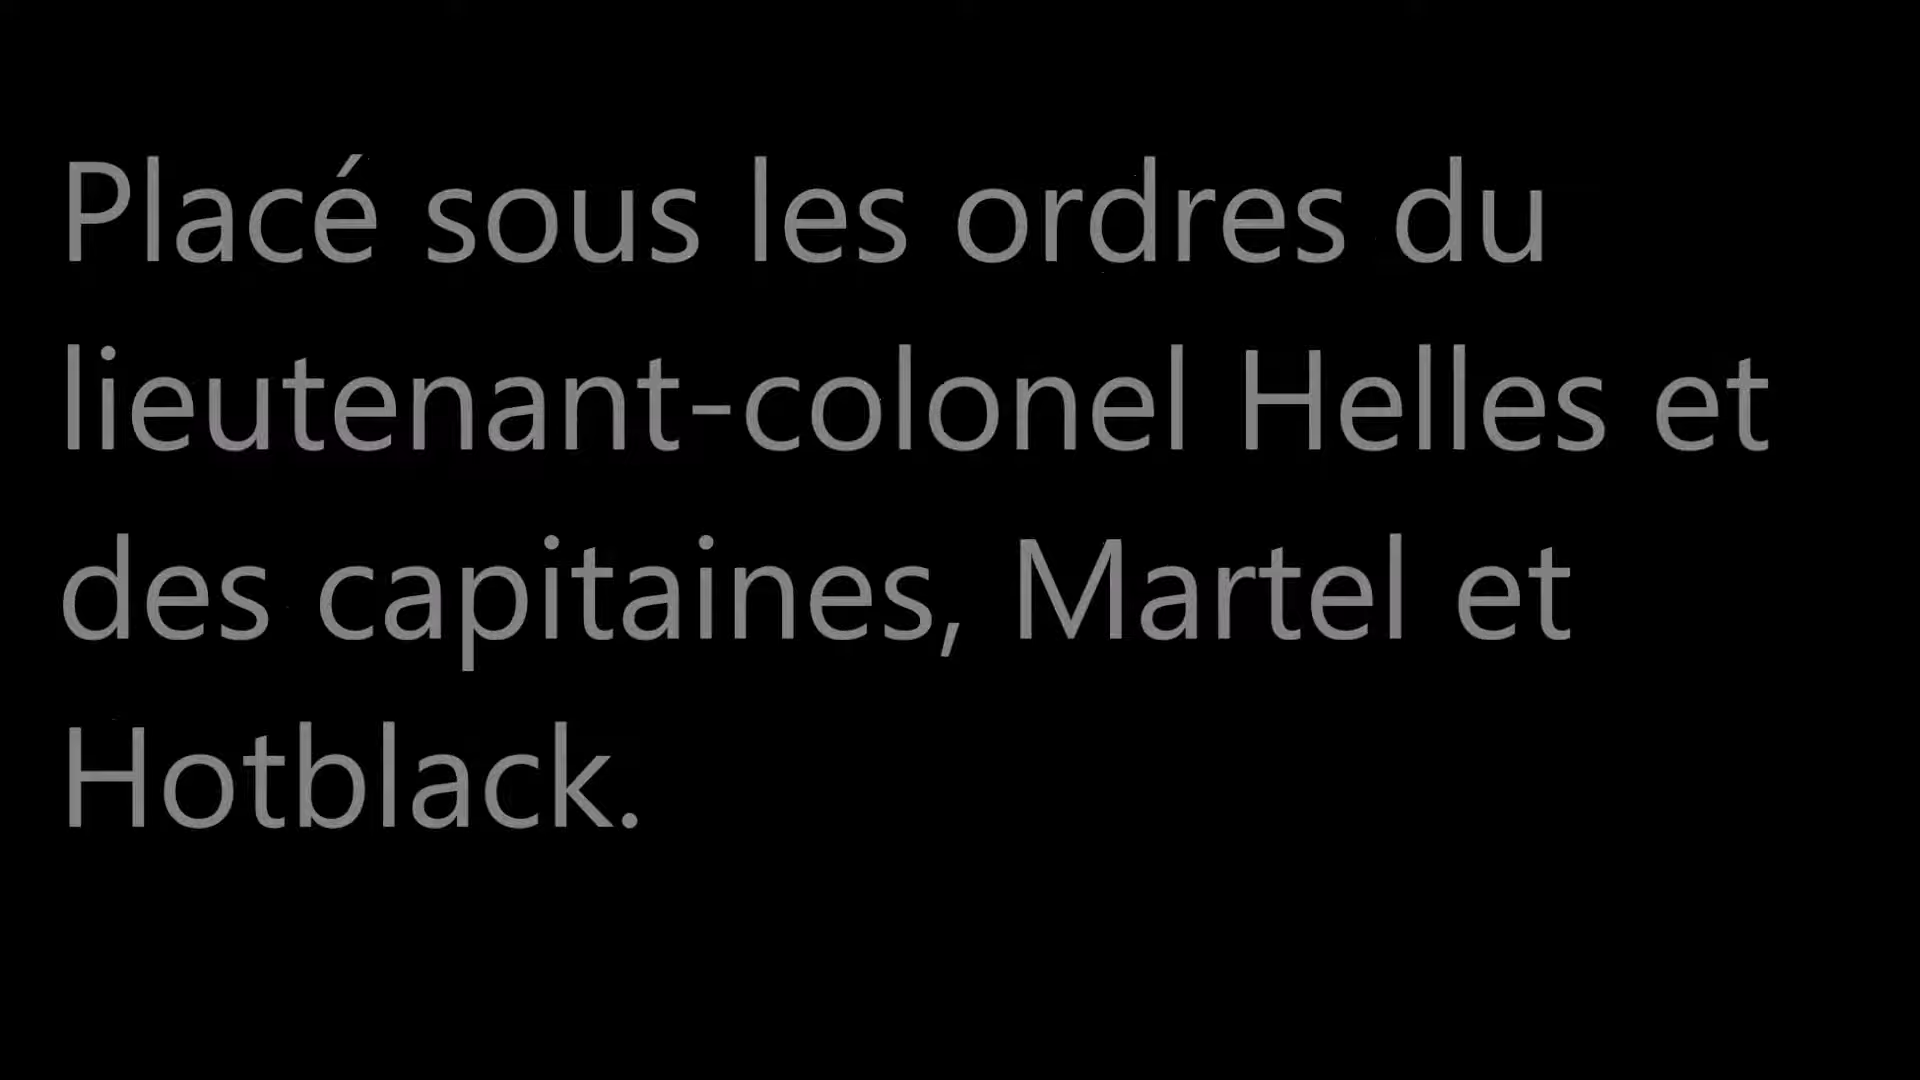 Placé sous les ordres du
lieutenant-colonel Helles et
des capitaines, Martel et
Hotblack.